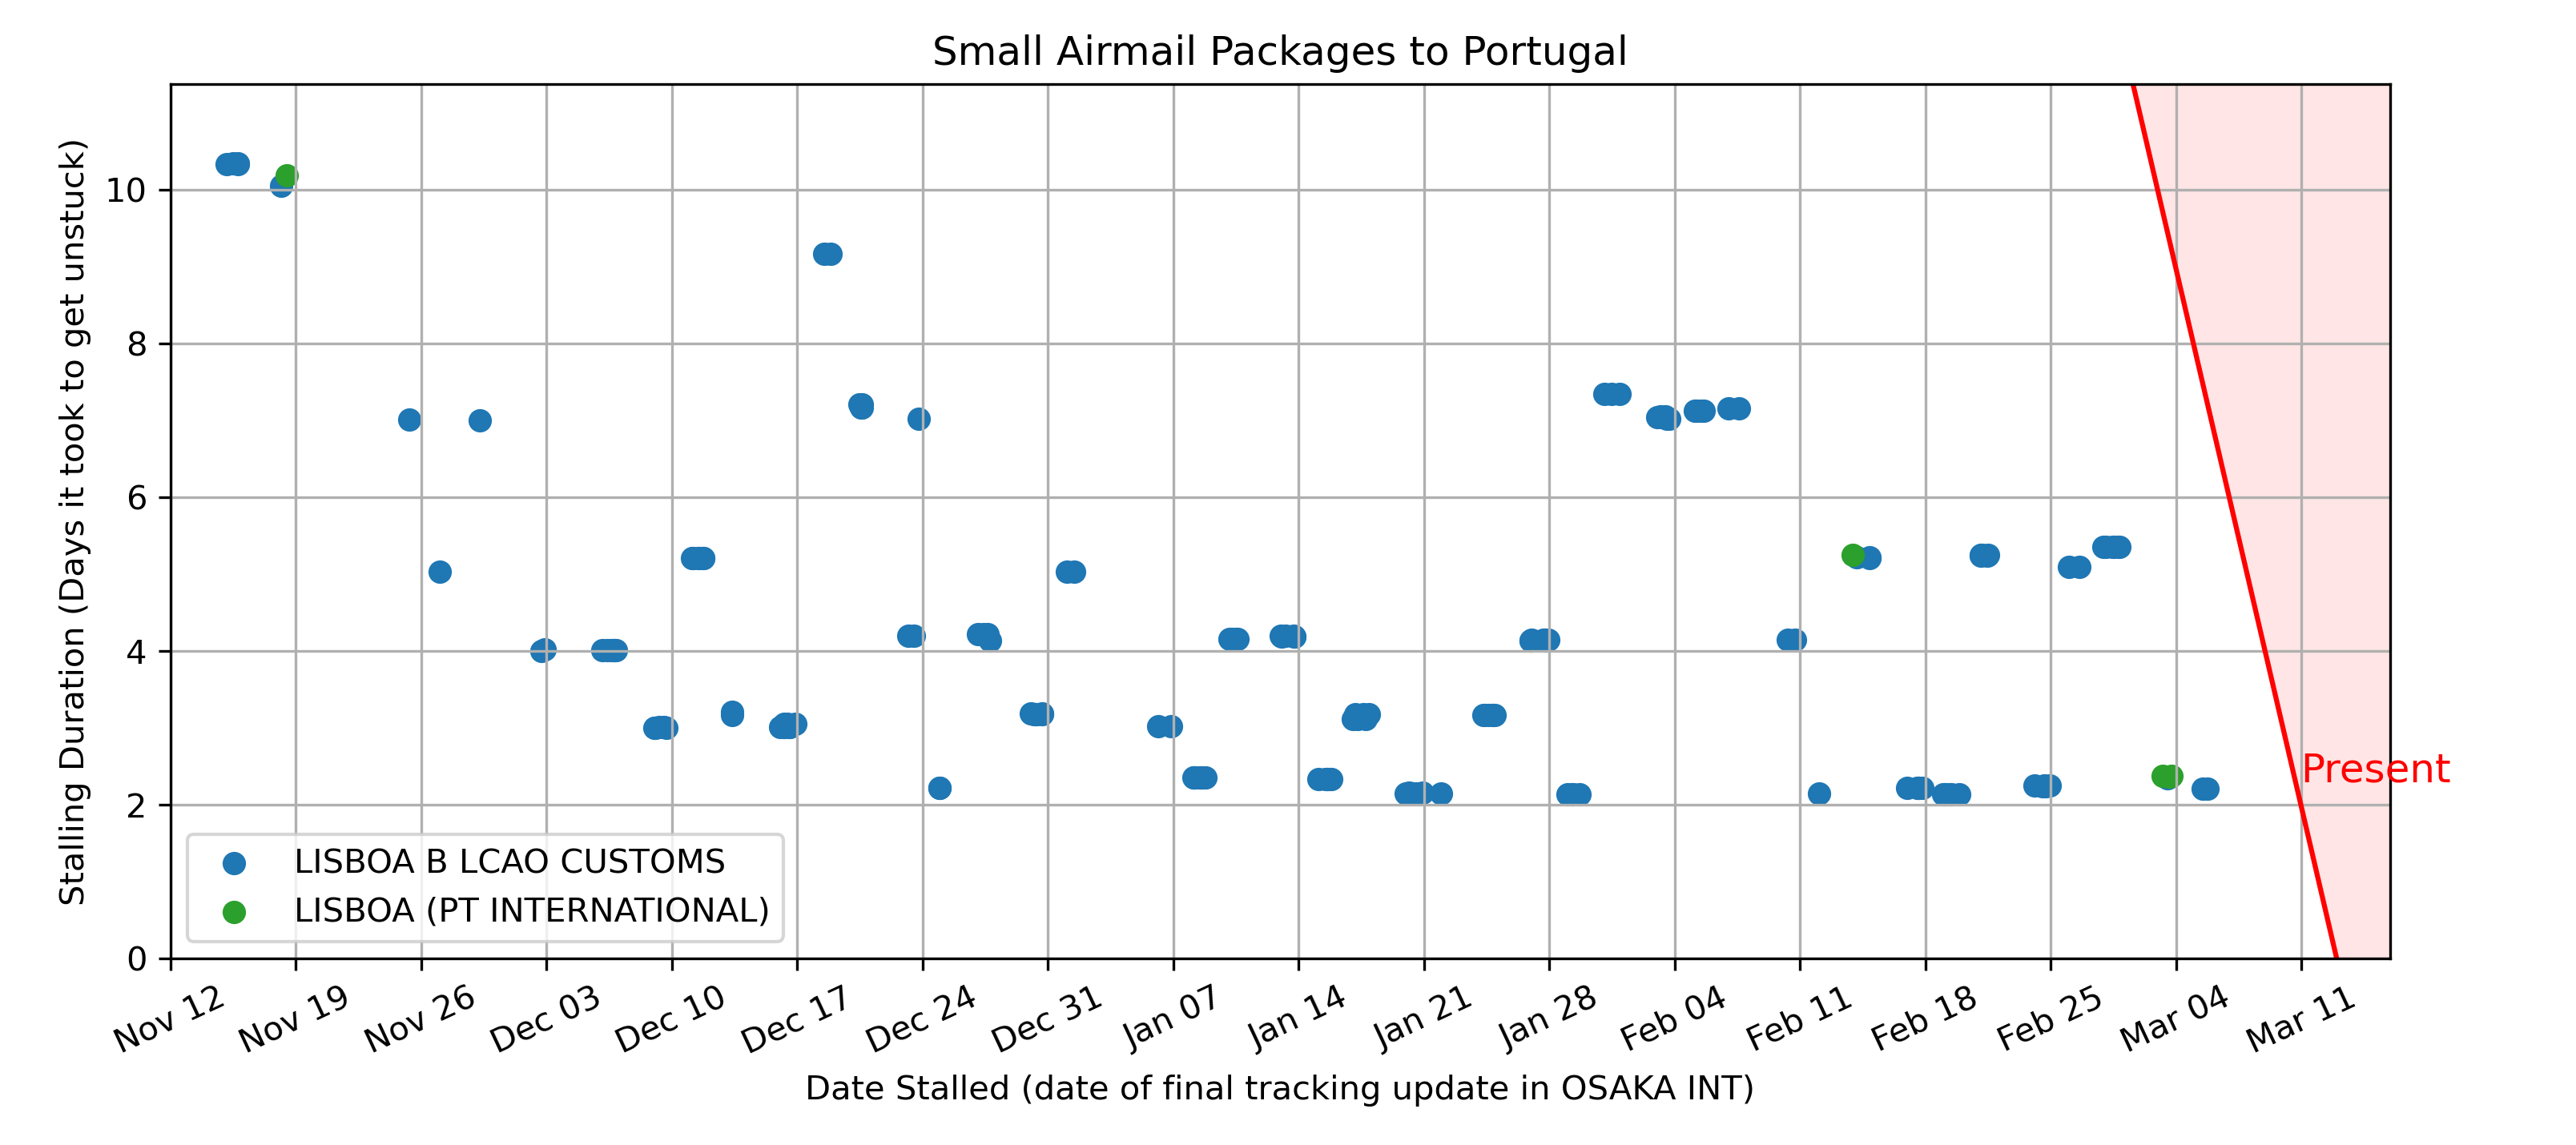 Small Airmail Packages to Portugal
Stalling Duration (Days it took to get unstuck)
10
8
6
4
2
0
Present
LISBOA B LCAO CUSTOMS
LISBOA (PT INTERNATIONAL)
Nov 12
Nov 19
Nov 26
Dec 03
Dec 10
Dec 17
Dec 24
Dec 31
Jan 07
Jan 14
Jan 21
Jan 28
Feb 04
Feb 11
Feb 18
Feb 25
Mar 04
Mar 11
Date Stalled (date of final tracking update in OSAKA INT)